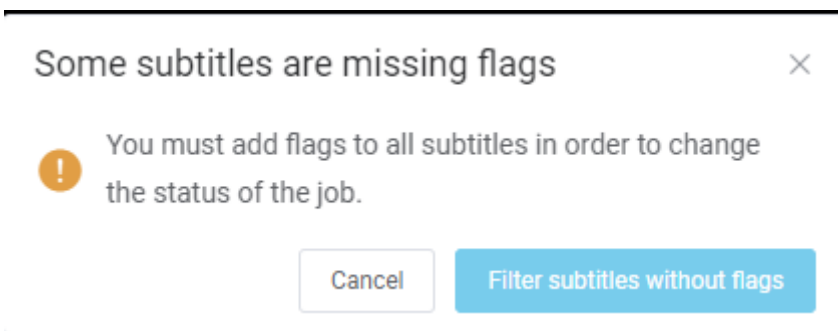 Some subtitles are missing flags
You must add flags to all subtitles in order to change
the status of the job.
Cancel
Filter subtitles without flags